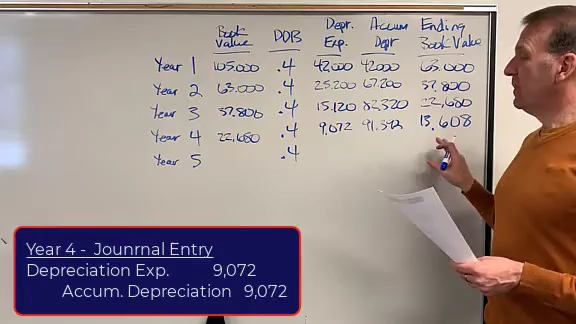 Book Value DDB Depr. Exp. Accum Depr Ending Book Value
Year 1 105,000 .4 42,000 42,000 63,000
Year 2 63,000 .4 25,200 67,200 37,800
Year 3 37,800 .4 15,120 82,320 22,680
Year 4 22,680 .4 9,072 91,392 13,608
Year 5 .4
Year 4 - Jounrnal Entry
Depreciation Exp. 9,072
Accum. Depreciation 9,072